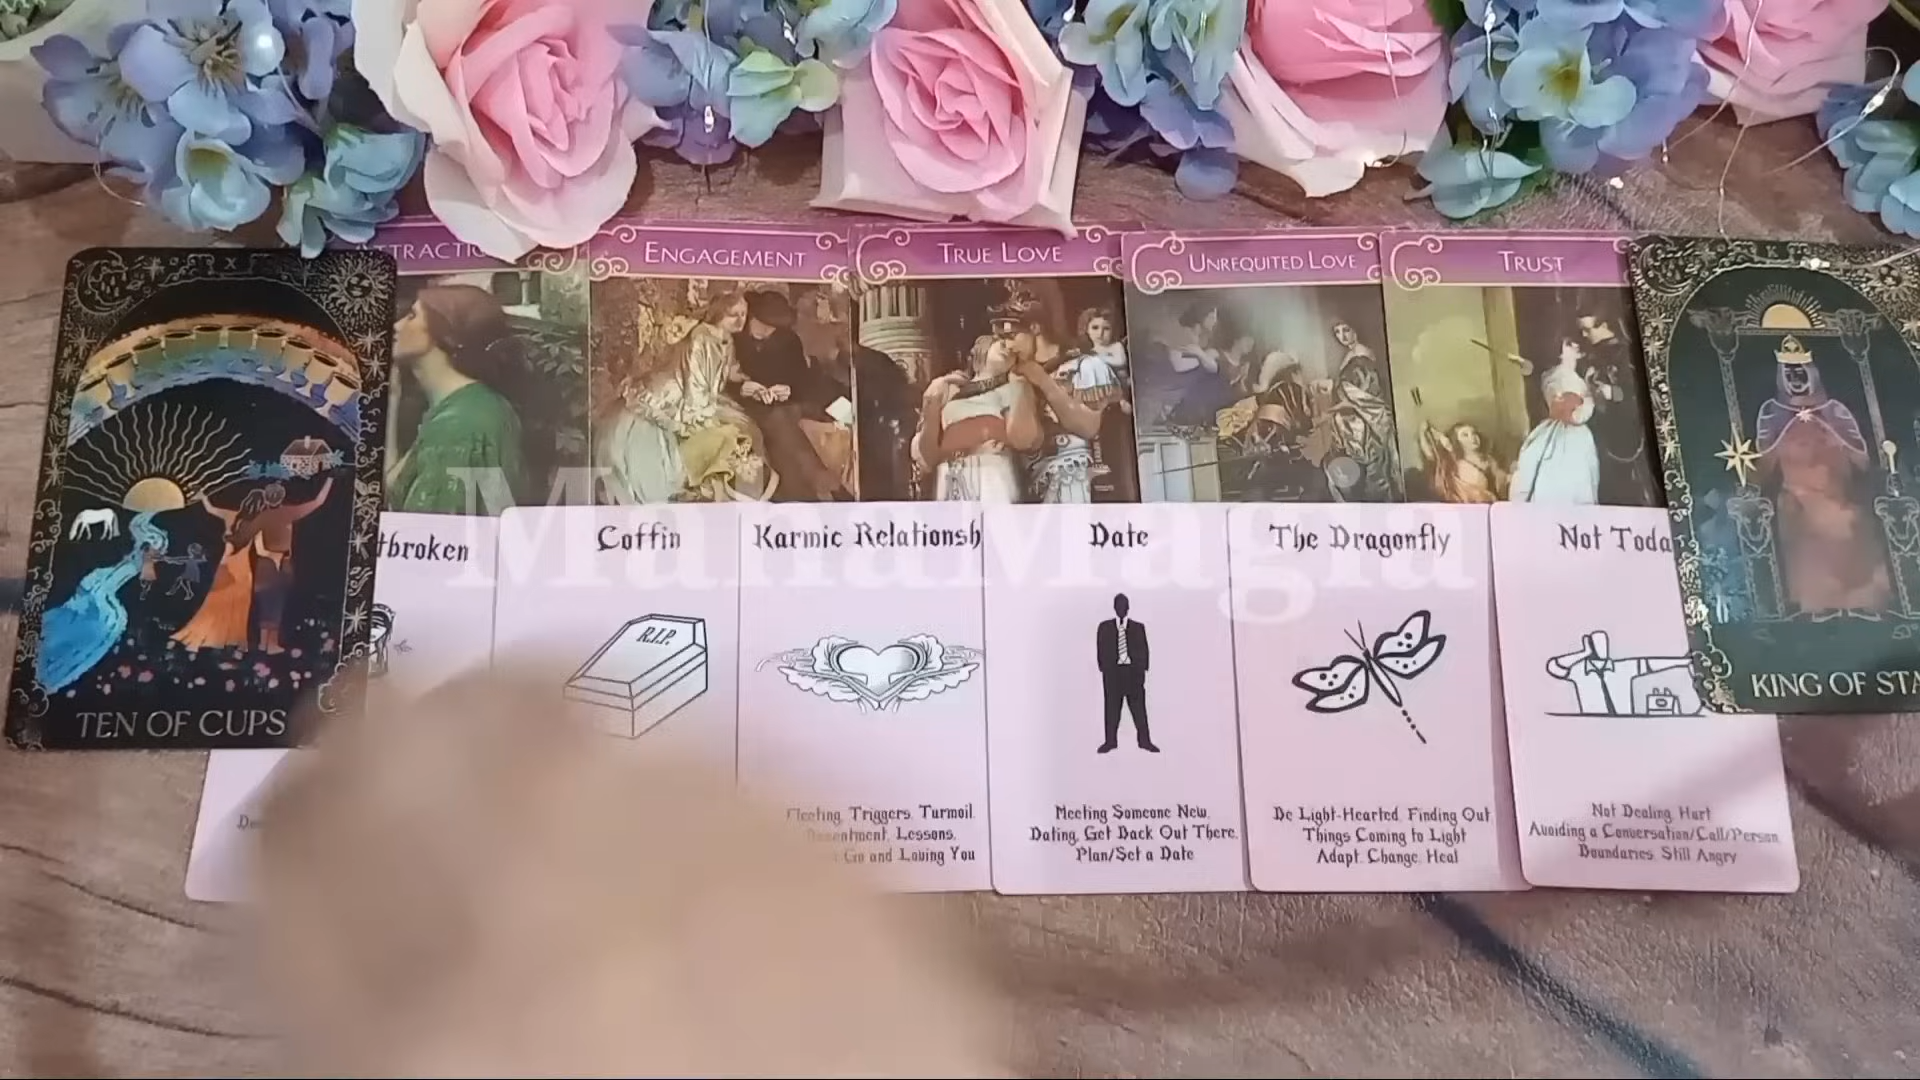 ENGAGEMENT
TRUE LOVE
UNREQUITED LOVE
TRUST
TEN OF CUPS
KING OF STA
tbroken
Coffin
R.I.P.
Karmic Relationsh
Triggers, Turmoil
Lessons,
Go and Loving You
Date
Meeting Someone New,
Dating, Get Back Out There,
Plan/Set a Date
The Dragonfly
Be Light-Hearted, Finding Out
Things Coming to Light
Adapt, Change, Heal
Not Toda
Not Dealing, Hurt
Avoiding a Conversation/Call/Person
Boundaries, Still Angry
MahaMagia